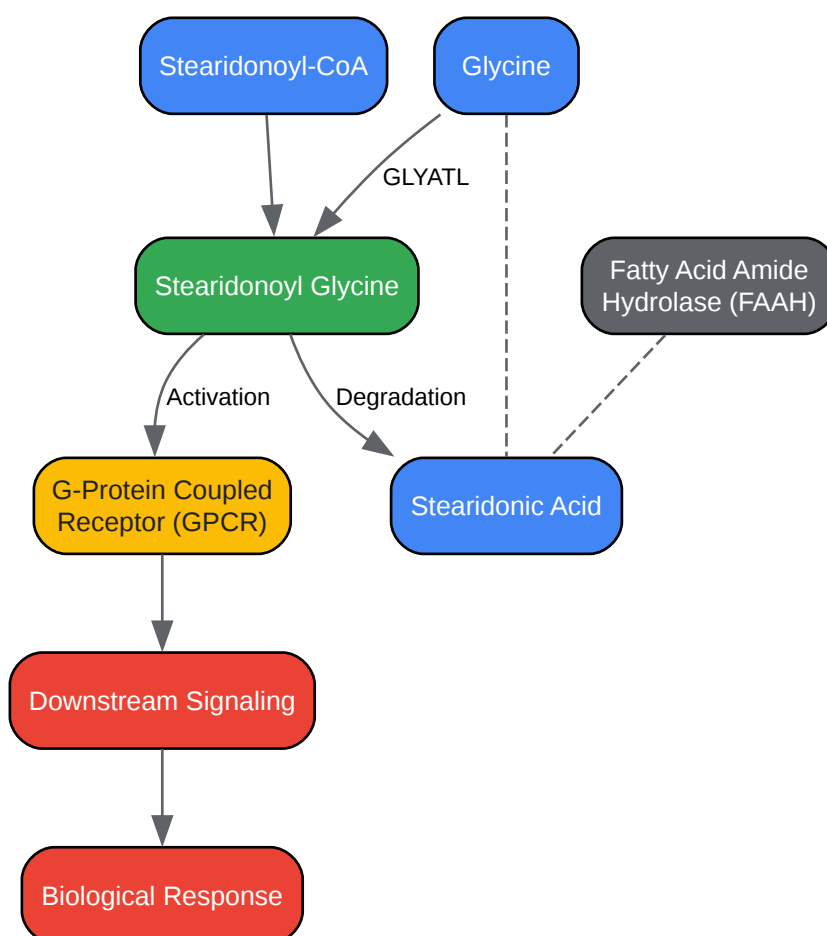 Stearidonoyl-CoA
Glycine
GLYATL
Stearidonoyl Glycine
Fatty Acid Amide
Hydrolase (FAAH)
Activation
Degradation
G-Protein Coupled
Receptor (GPCR)
Stearidonic Acid
Downstream Signaling
Biological Response